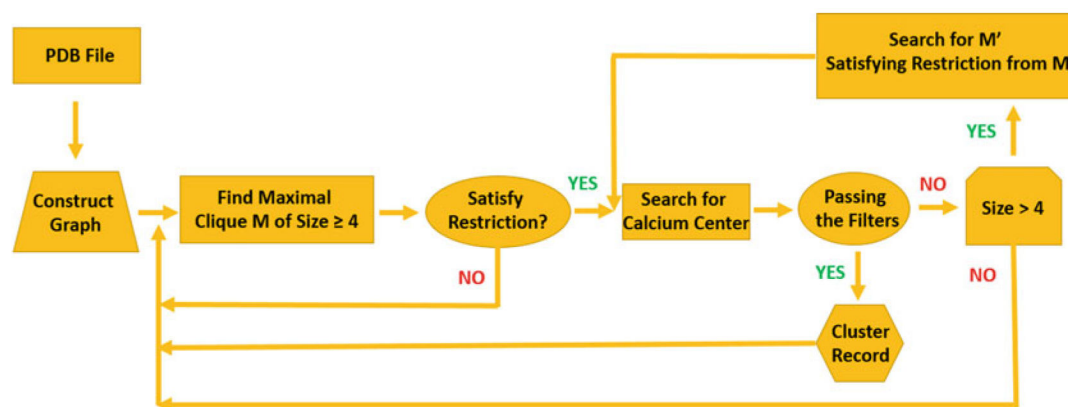 PDB File
Construct
Graph
Find Maximal
Clique M of Size ≥ 4
Satisfy
Restriction?
YES
NO
Search for
Calcium Center
Passing
the Filters
NO
YES
Size > 4
YES
NO
Search for M’
Satisfying Restriction from M
Cluster
Record